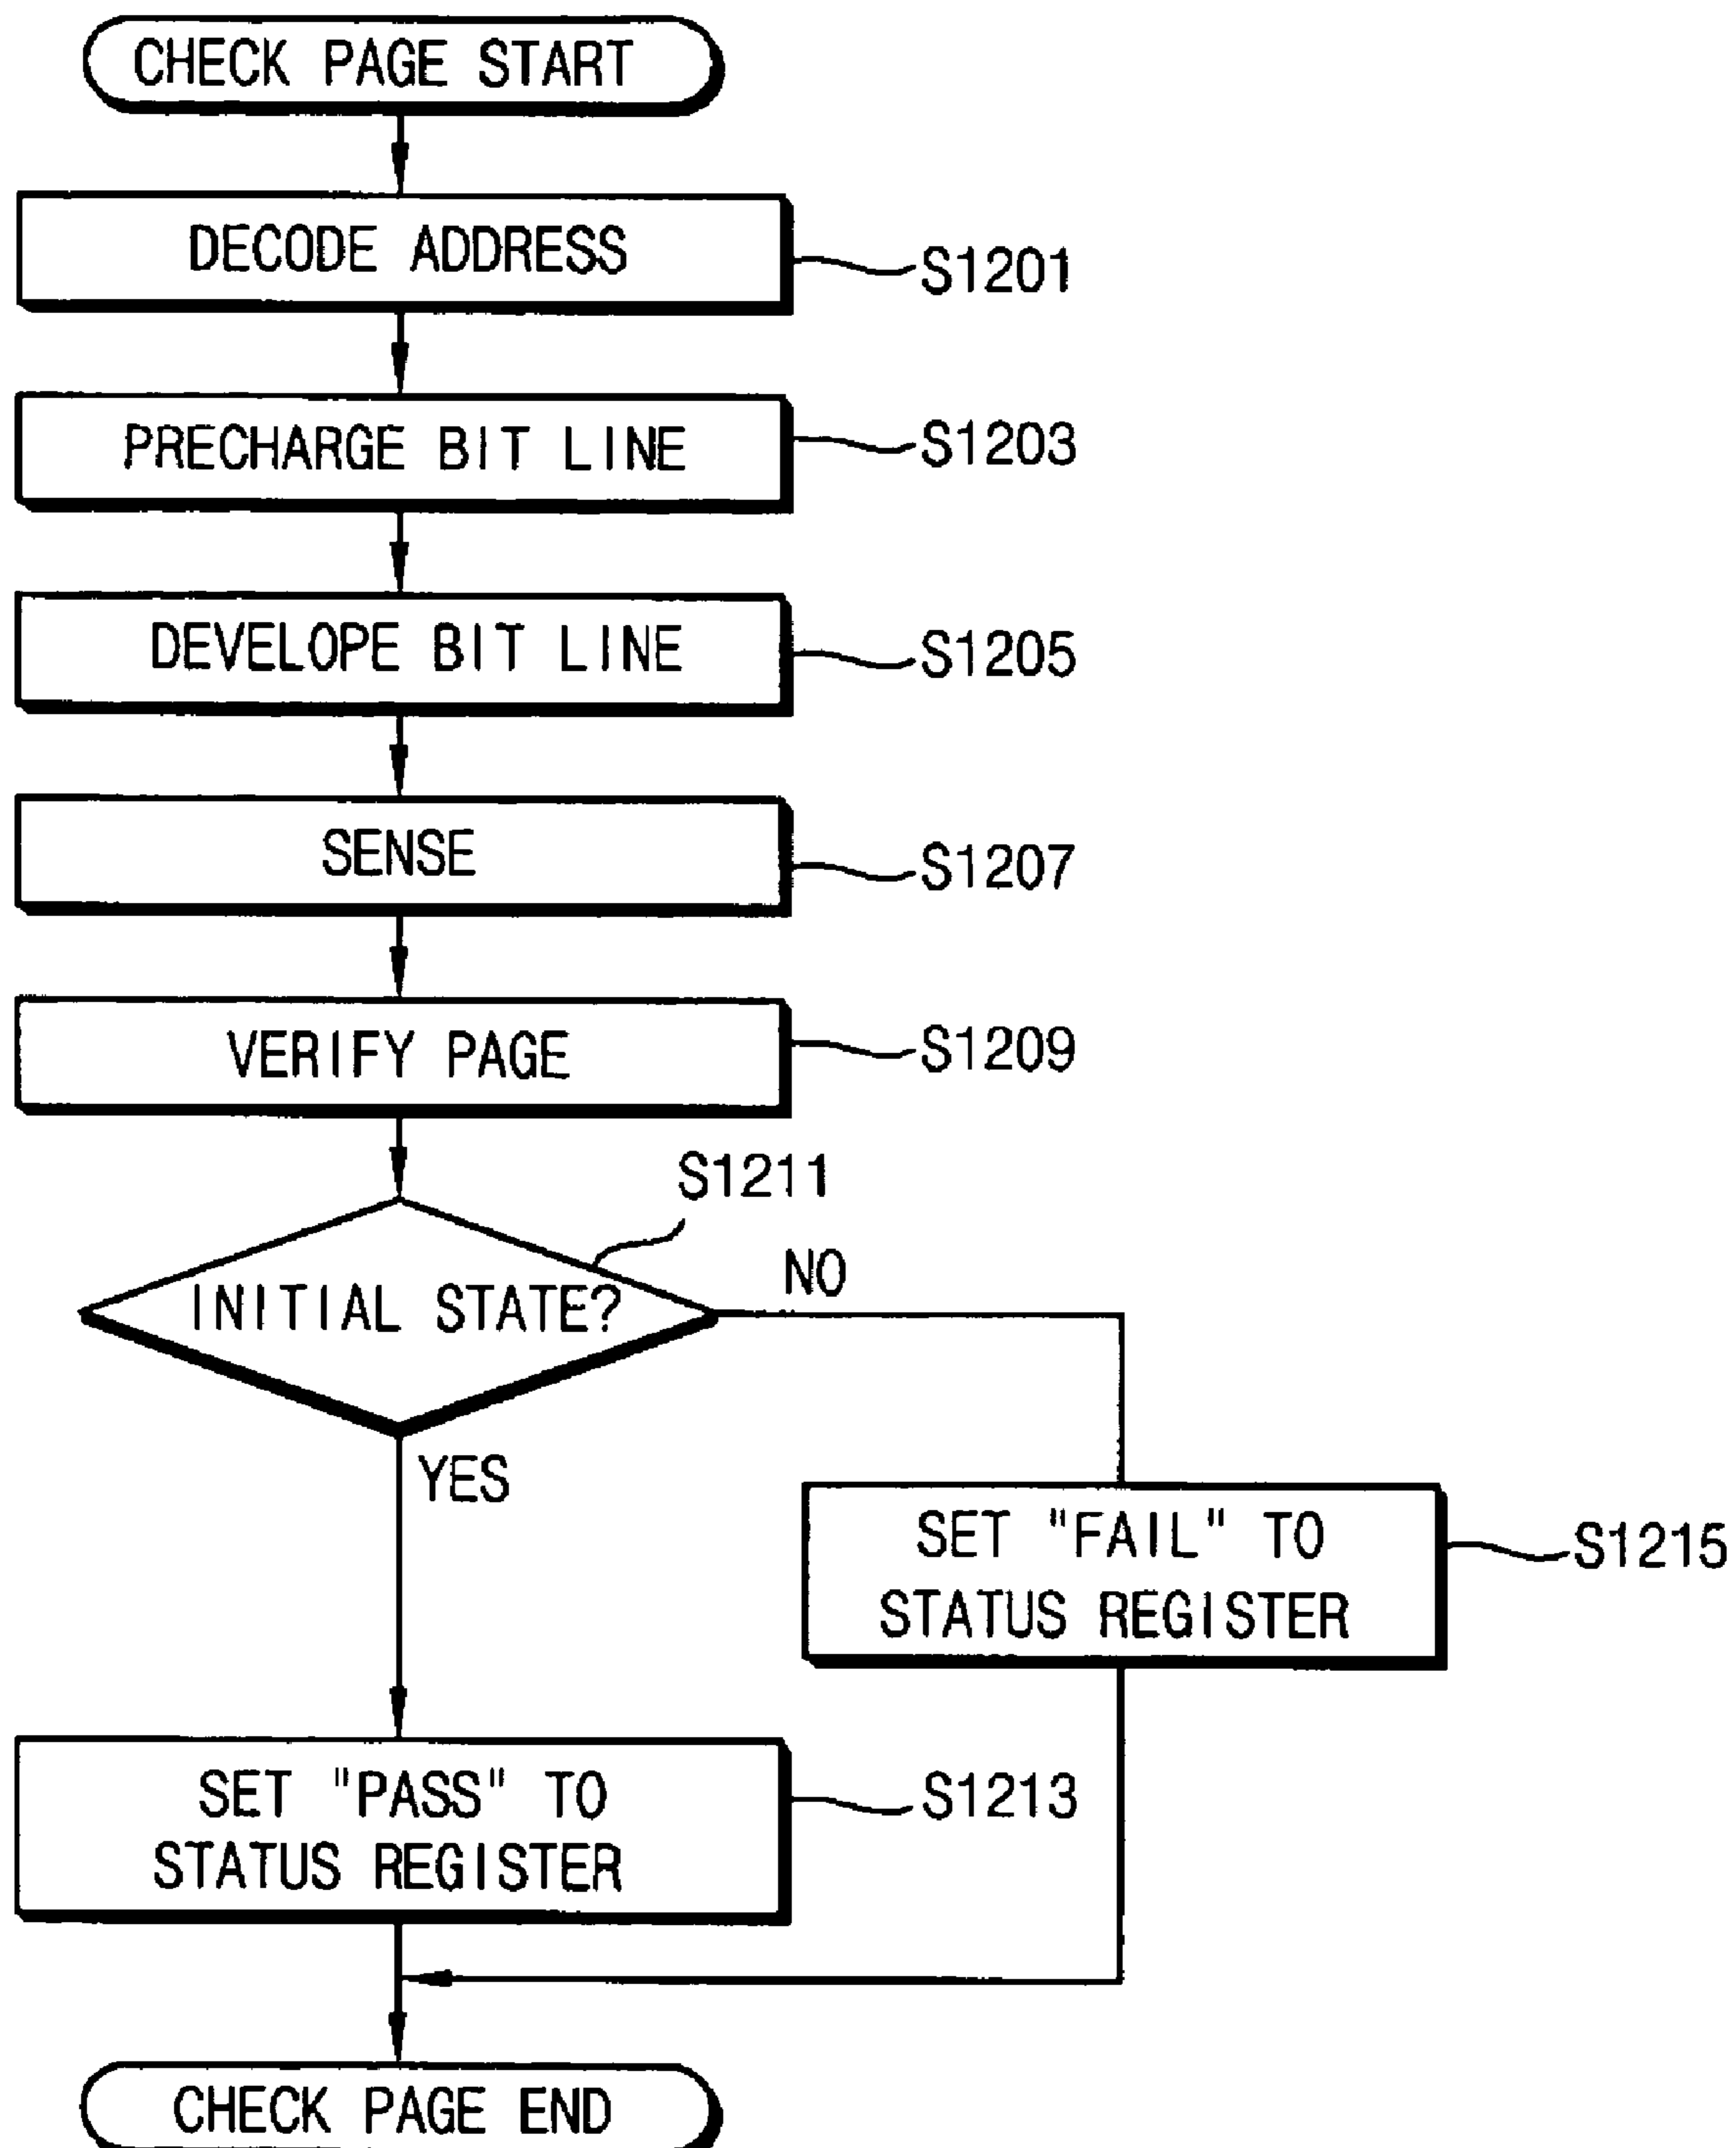 CHECK PAGE START
DECODE ADDRESS
S1201
PRECHARGE BIT LINE
S1203
DEVELOPE BIT LINE
S1205
SENSE
S1207
VERIFY PAGE
S1209
S1211
INITIAL STATE?
NO
YES
SET "FAIL" TO
STATUS REGISTER
S1215
SET "PASS" TO
STATUS REGISTER
S1213
CHECK PAGE END